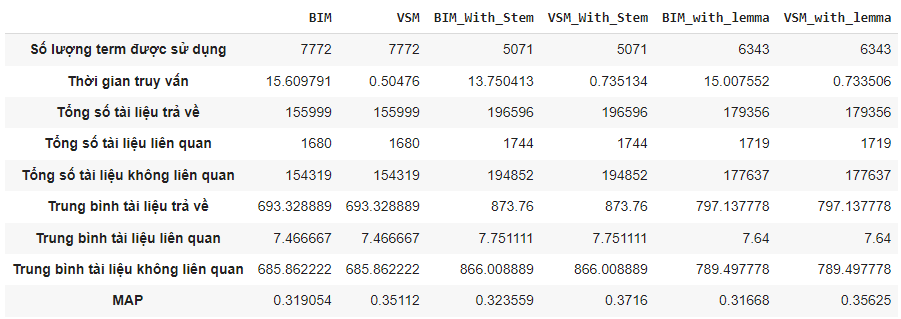 BIM VSM BIM_With_Stem VSM_With_Stem BIM_with_lemma VSM_with_lemma
Số lượng term được sử dụng 7772 7772 5071 5071 6343 6343
Thời gian truy vấn 15.609791 0.50476 13.750413 0.735134 15.007552 0.733506
Tổng số tài liệu trả về 155999 155999 196596 196596 179356 179356
Tổng số tài liệu liên quan 1680 1680 1744 1744 1719 1719
Tổng số tài liệu không liên quan 154319 154319 194852 194852 177637 177637
Trung bình tài liệu trả về 693.328889 693.328889 873.76 873.76 797.137778 797.137778
Trung bình tài liệu liên quan 7.466667 7.466667 7.751111 7.751111 7.64 7.64
Trung bình tài liệu không liên quan 685.862222 685.862222 866.008889 866.008889 789.497778 789.497778
MAP 0.319054 0.35112 0.323559 0.3716 0.31668 0.35625